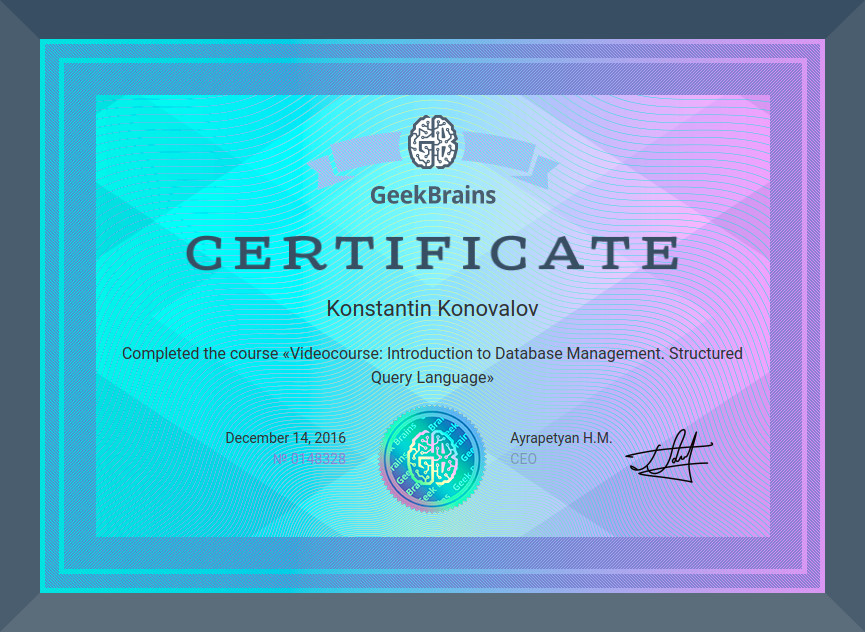 GeekBrains
CERTIFICATE
Konstantin Konovalov
Completed the course «Videocourse: Introduction to Database Management. Structured
Query Language»
December 14, 2016
№ 0148328
Ayrapetyan H.M.
CEO